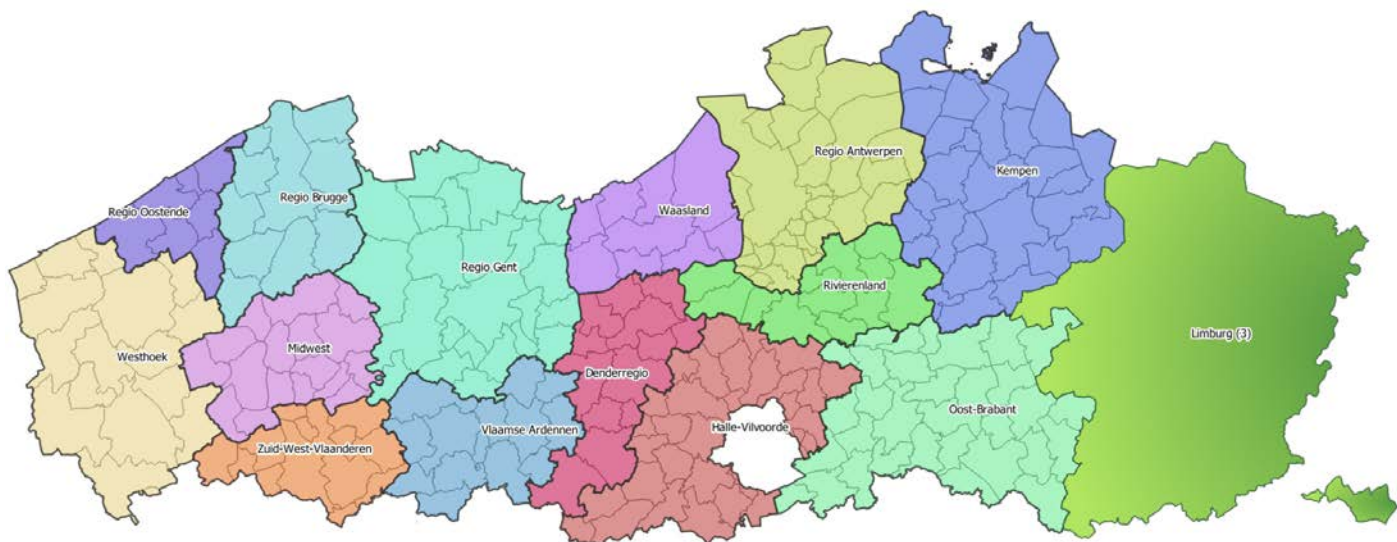 Regio Antwerpen
Kempen
Regio Brugge
Waasland
Regio Oostende
Regio Gent
Rivierenland
Limburg (3)
Midwest
Westhoek
Denderregio
Oost-Brabant
Halle-Vilvoorde
Vlaamse Ardennen
Zuid-West-Vlaanderen